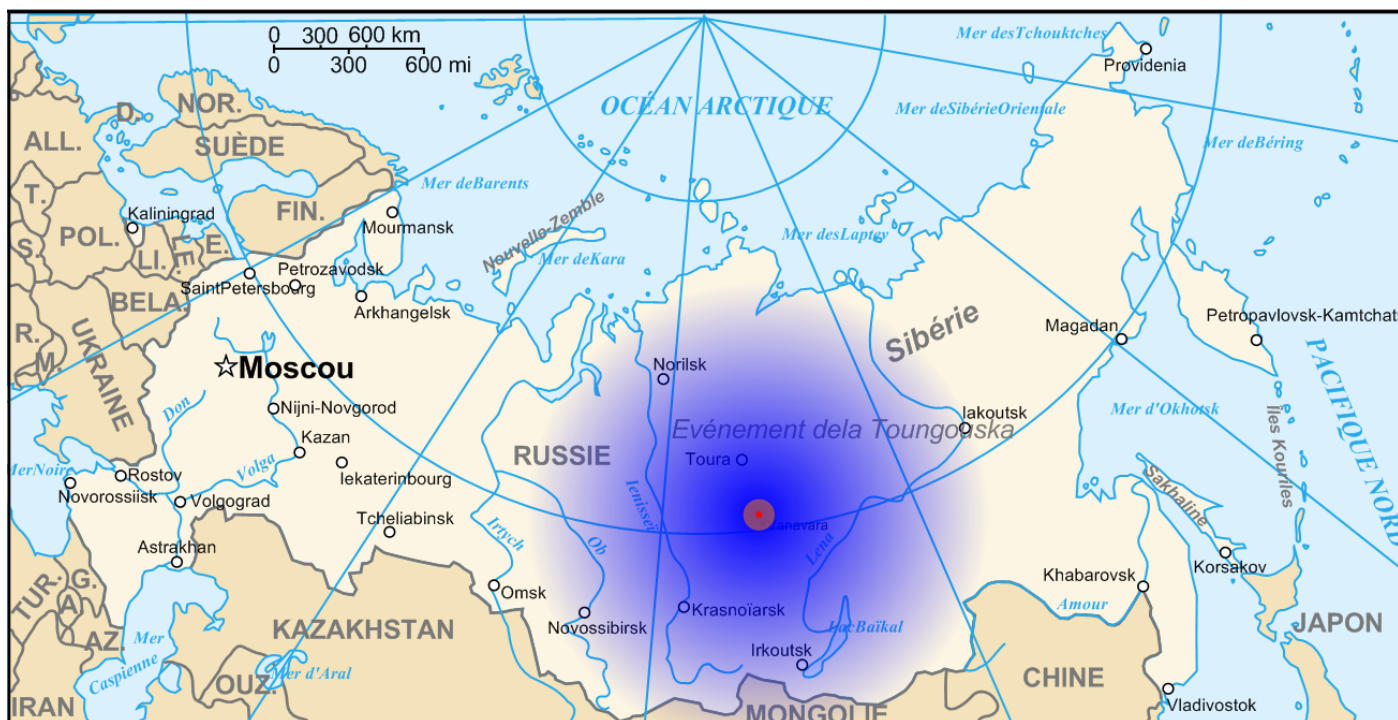 0 300 600 km
0 300 600 mi
Mer desTchouktches
Providenia
OCÉAN ARCTIQUE
Mer deSibérieOrientale
Mer deBéring
D.
NOR.
ALL.
SUÈDE
Mer deBarents
T.
FIN.
Kaliningrad
Mourmansk
Nouvelle-Zemble
Mer desLaptev
POL.
S.
LI.
E.
Mer deKara
Petrozavodsk
SaintPetersbourg
BELA.
Arkhangelsk
R.
M.
UKRAINE
Moscou
Sibérie
Magadan
Petropavlovsk-Kamtchats
PACIFIQUE NORD
Norilsk
Don
Nijni-Novgorod
Iakoutsk
Mer d'Okhotsk
Îles Kouriles
Evénement dela Toungouska
Kazan
RUSSIE
Toura
MerNoire
Rostov
Volga
Iekaterinbourg
Novorossiisk
Volgograd
Ienisseï
Sakhaline
Tcheliabinsk
Irtych
Ob
Vanavara
Lena
Astrakhan
Korsakov
TUR.
G.
A.
AZ.
Omsk
Khabarovsk
Amour
Krasnoïarsk
Novossibirsk
KAZAKHSTAN
LacBaïkal
JAPON
Mer
Caspienne
Irkoutsk
Mer d'Aral
OUZ.
CHINE
IRAN
MONGOLIE
Vladivostok